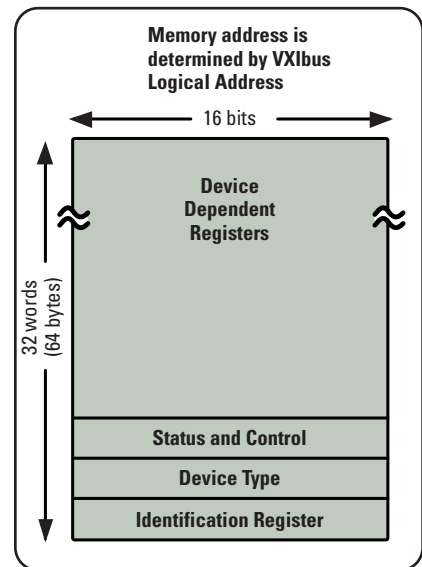 Memory address is
determined by VXIbus
Logical Address
16 bits
Device
Dependent
Registers
32 words
(64 bytes)
Status and Control
Device Type
Identification Register